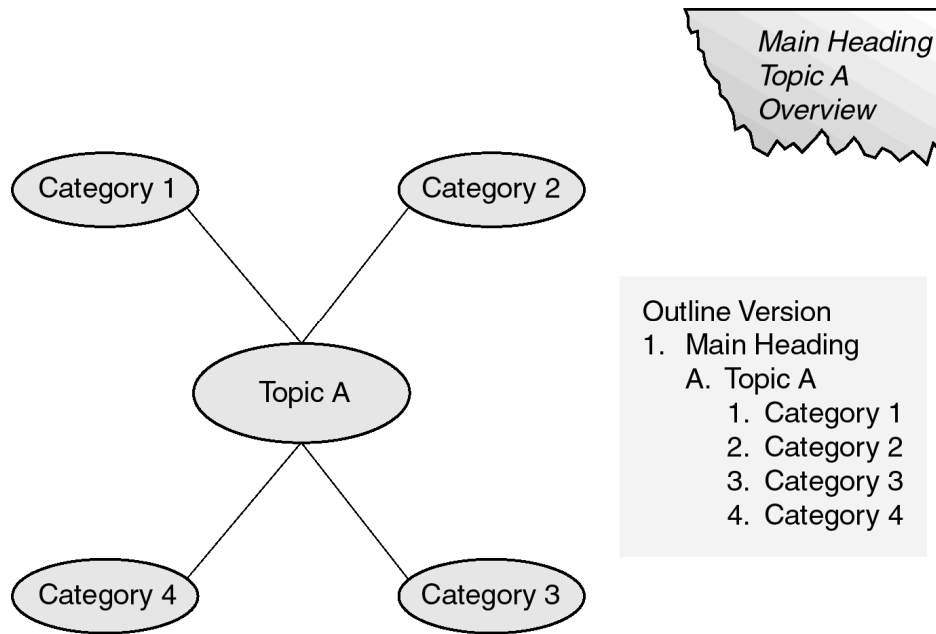 Main Heading
Topic A
Overview
Category 1
Category 2
Topic A
Category 4
Category 3
Outline Version
1. Main Heading
A. Topic A
1. Category 1
2. Category 2
3. Category 3
4. Category 4